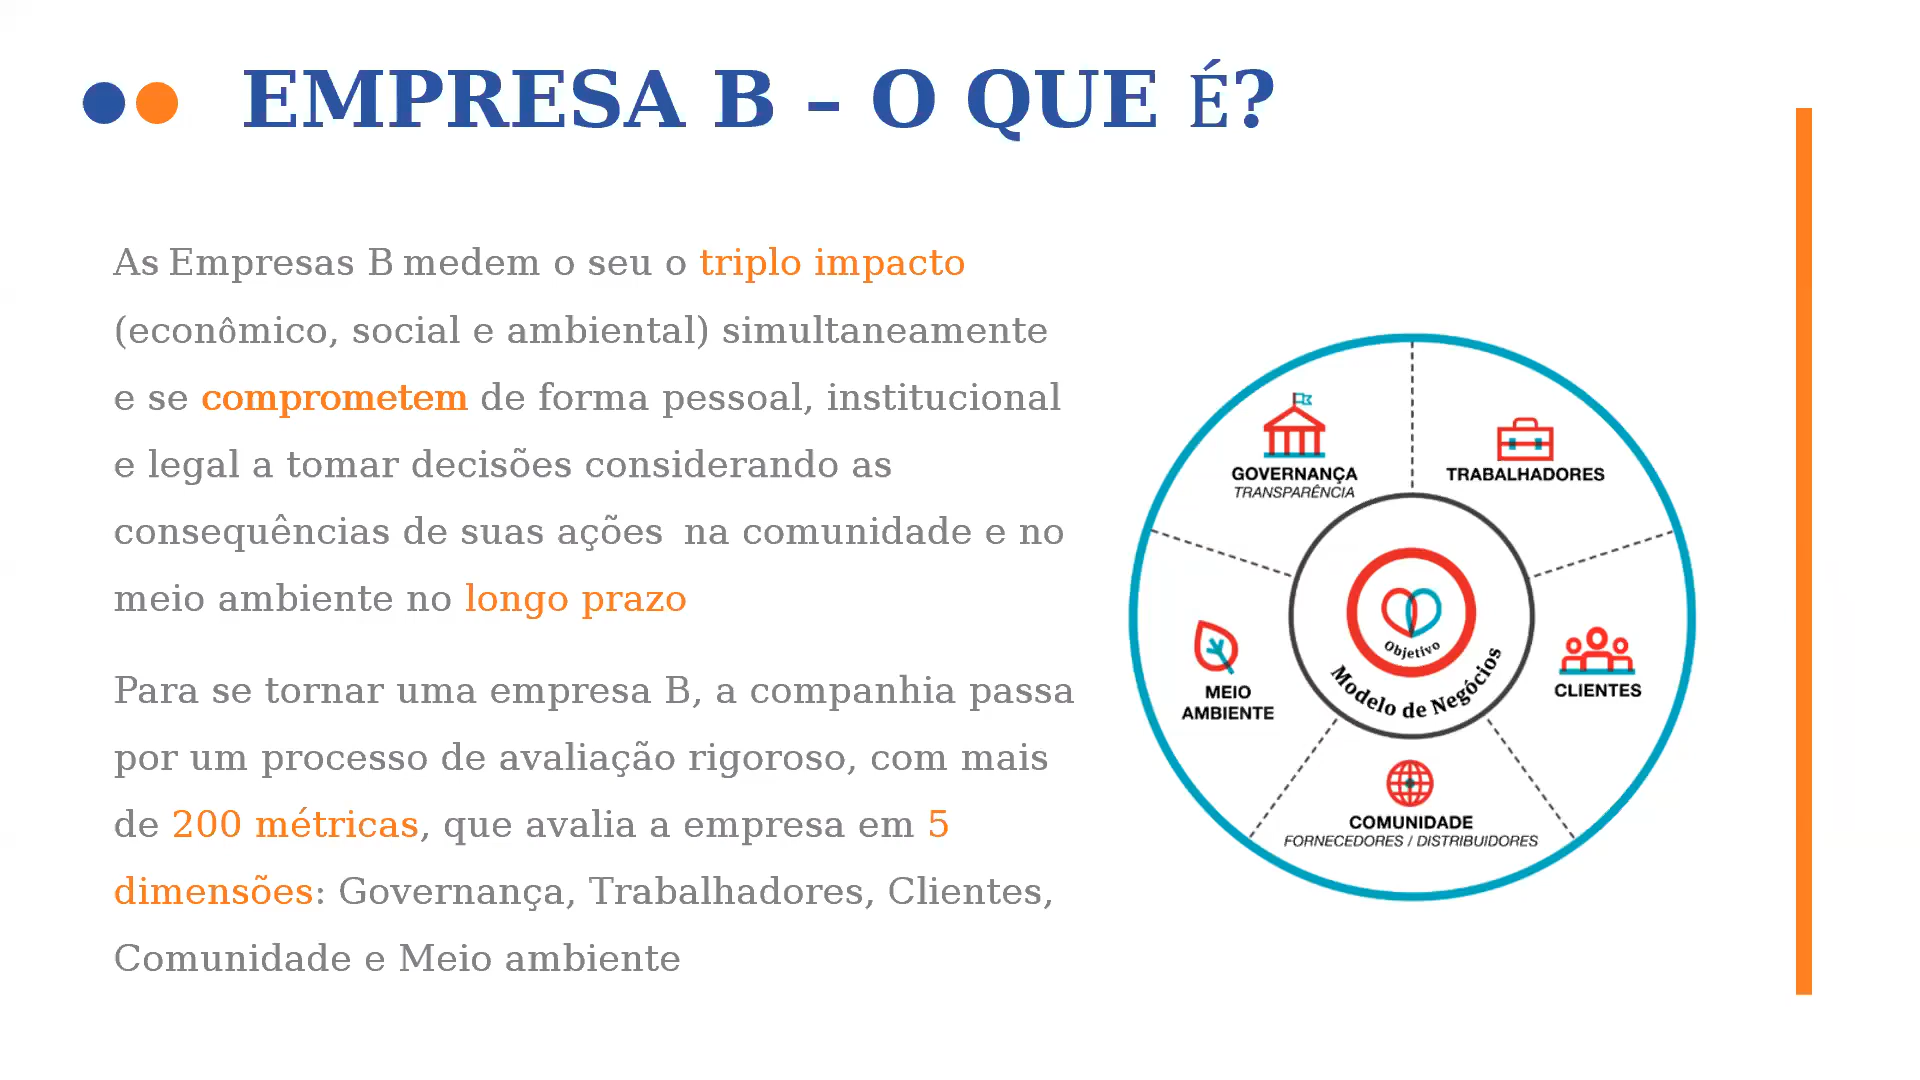 EMPRESA B – O QUE É?
As Empresas B medem o seu o triplo impacto
(econômico, social e ambiental) simultaneamente
e se comprometem de forma pessoal, institucional
e legal a tomar decisões considerando as
consequências de suas ações na comunidade e no
meio ambiente no longo prazo
Para se tornar uma empresa B, a companhia passa
por um processo de avaliação rigoroso, com mais
de 200 métricas, que avalia a empresa em 5
dimensões: Governança, Trabalhadores, Clientes,
Comunidade e Meio ambiente
GOVERNANÇA
TRANSPARÊNCIA
TRABALHADORES
Objetivo
Modelo de Negócios
MEIO
AMBIENTE
CLIENTES
COMUNIDADE
FORNECEDORES / DISTRIBUIDORES